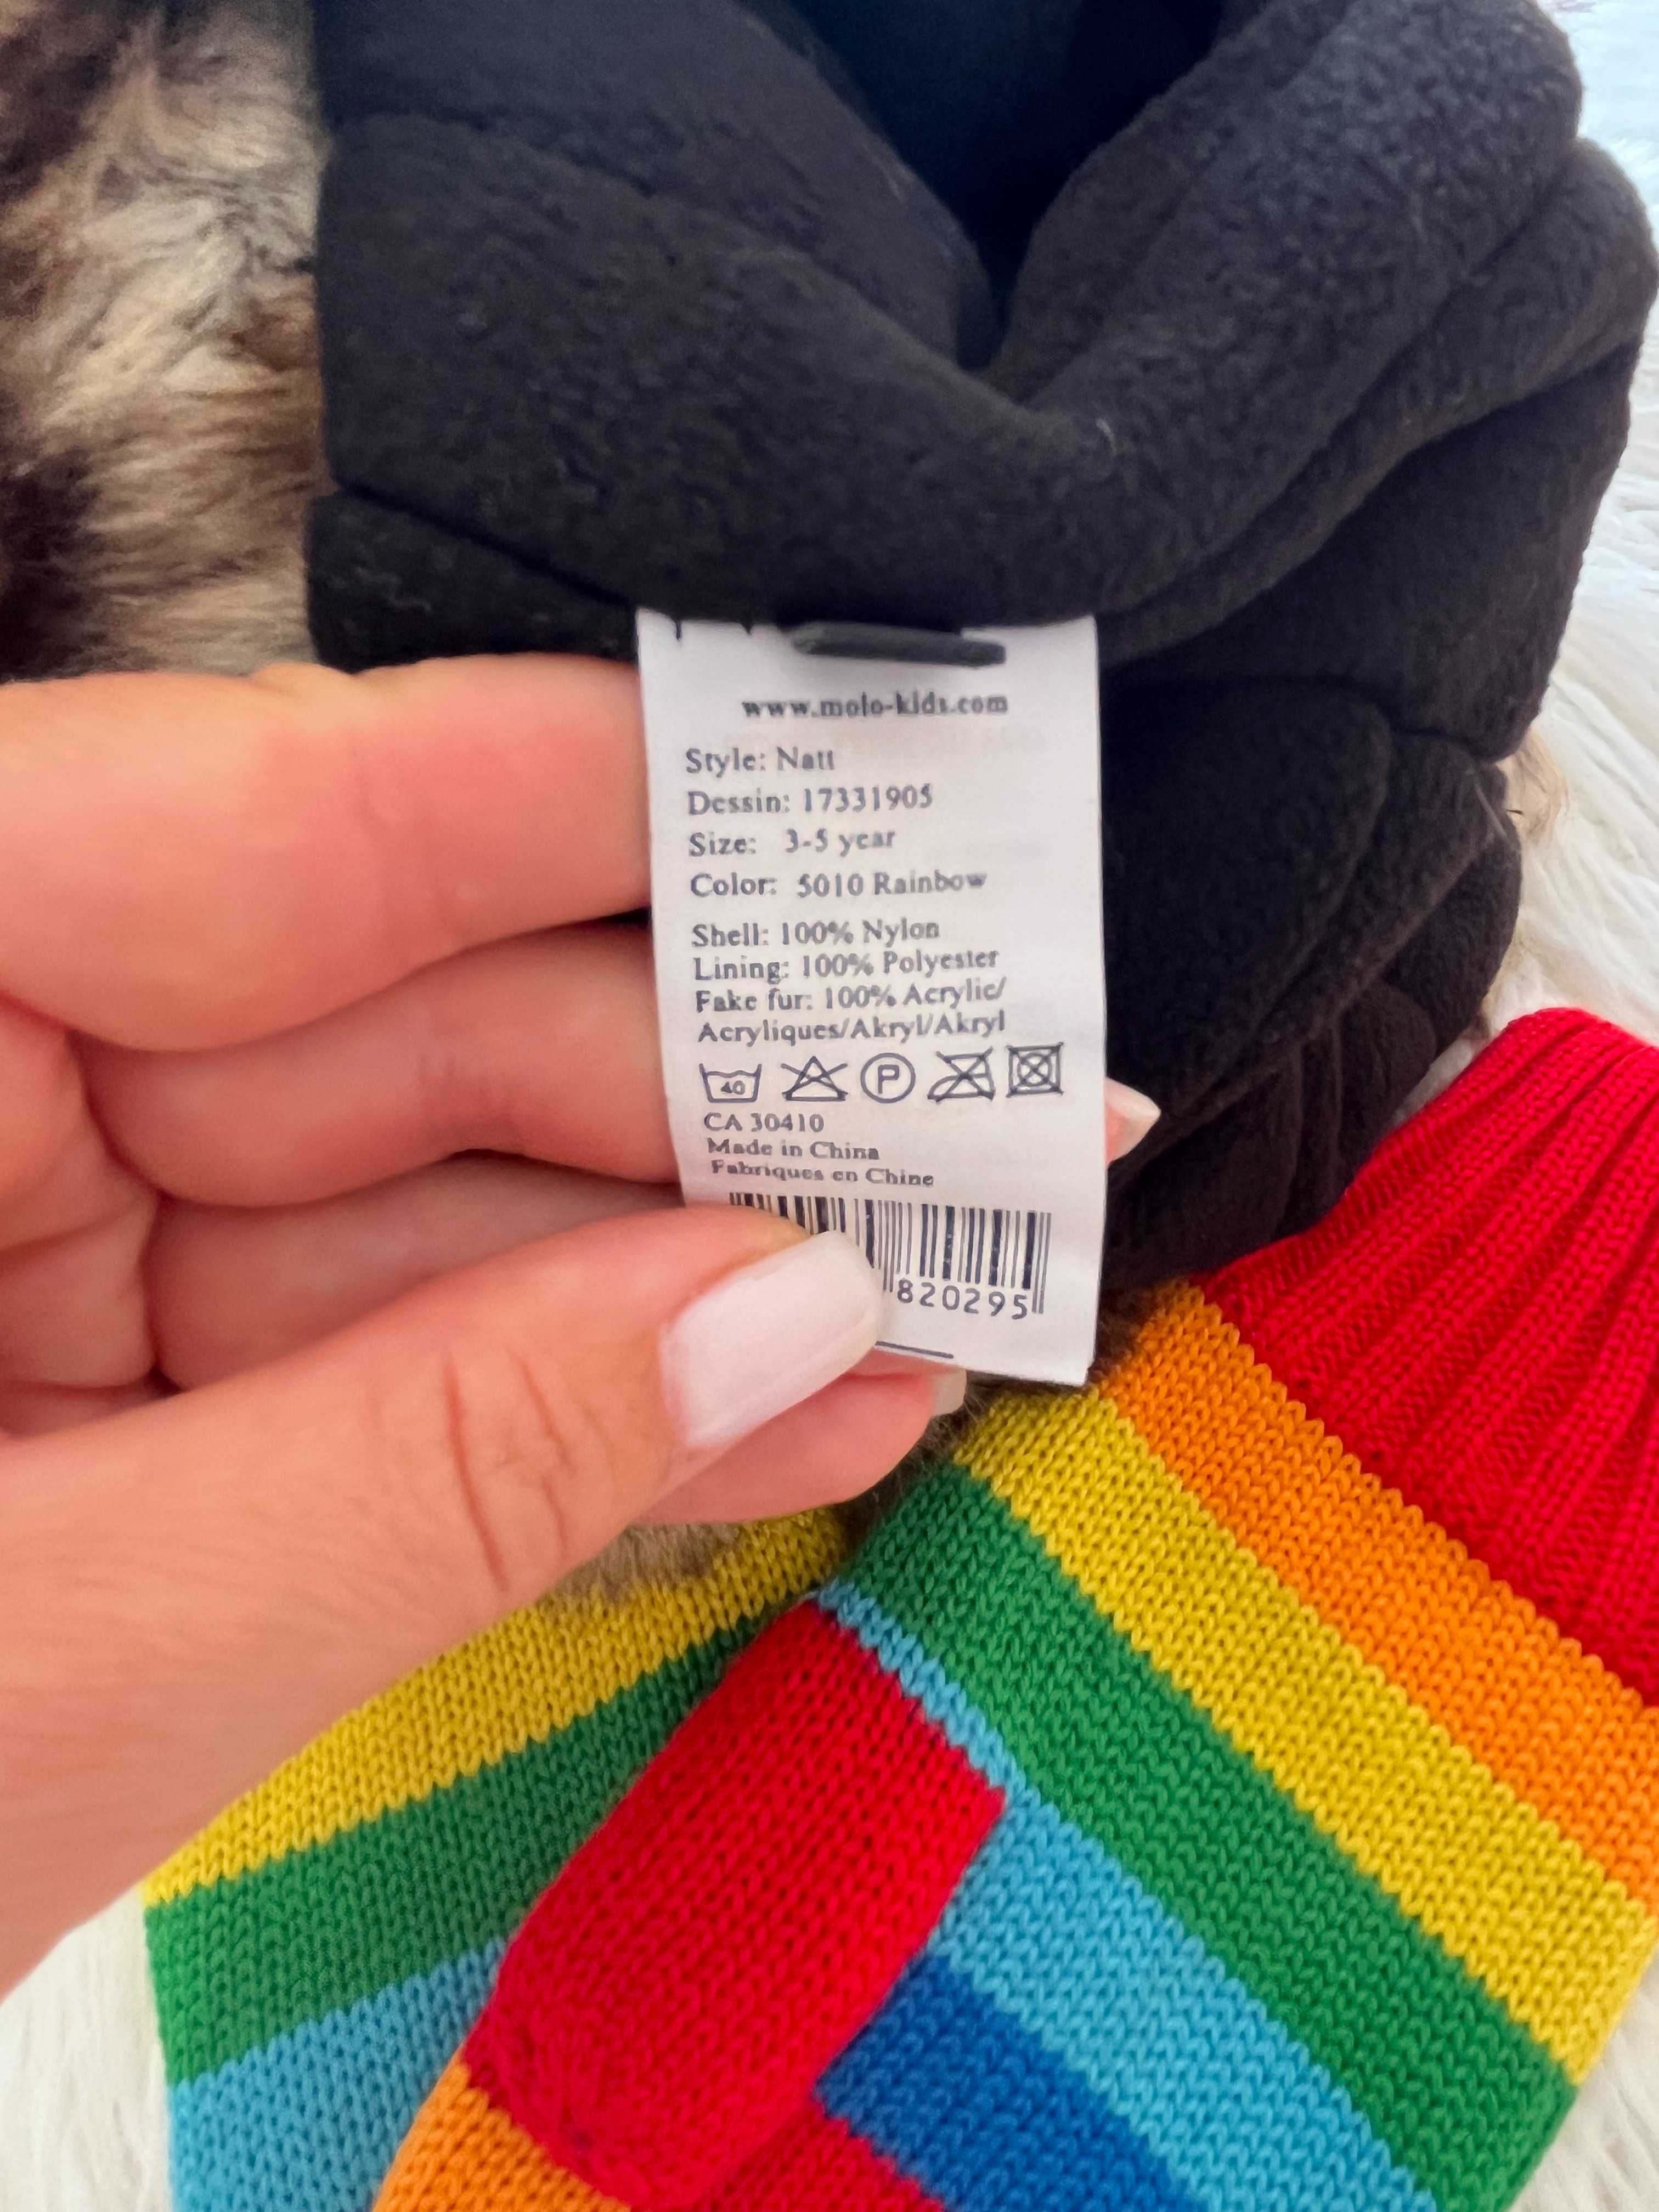 www.molo-kids.com
Style: Natt
Dessin: 17331905
Size: 3-5 year
Color: 5010 Rainbow
Shell: 100% Nylon
Lining: 100% Polyester
Fake fur: 100% Acrylic/
Acryliques/Akryl/Akryl
40 P
CA 30410
Made in China
Fabriques en Chine
820295